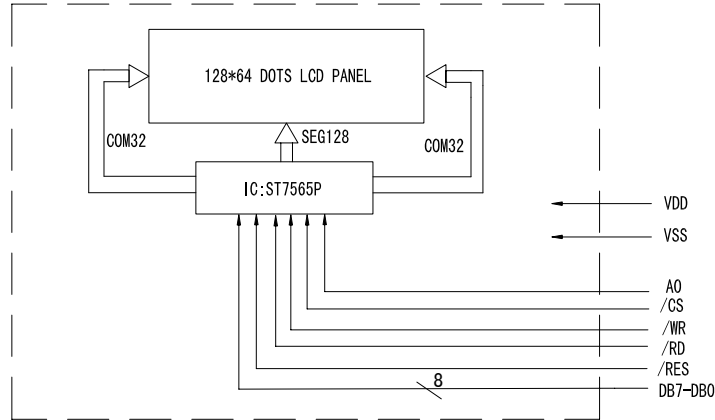 128*64 DOTS LCD PANEL
COM32
SEG128
COM32
IC:ST7565P
VDD
VSS
A0
/CS
/WR
/RD
/RES
8
DB7-DB0